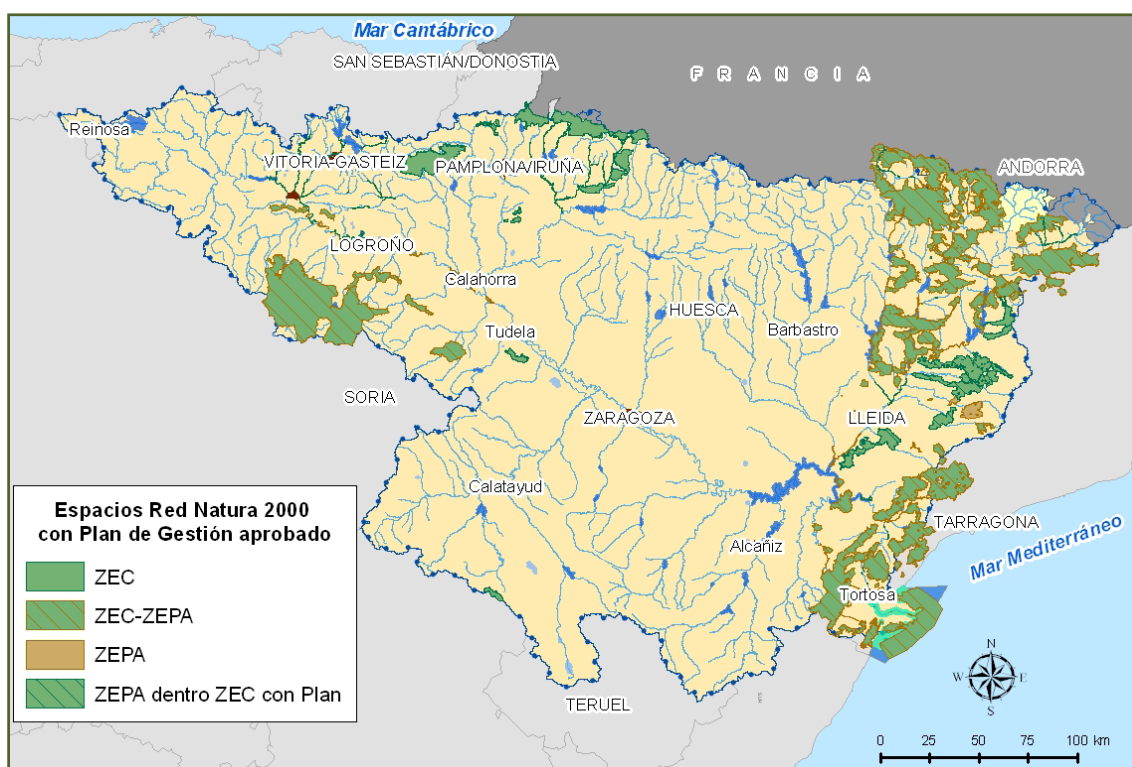 Mar Cantábrico
SAN SEBASTIÁN/DONOSTIA
FRANCIA
Reinosa
VITORIA-GASTEIZ
PAMPLONA/IRUÑA
ANDORRA
LOGROÑO
Calahorra
HUESCA
Barbastro
Tudela
SORIA
ZARAGOZA
LLEIDA
Calatayud
TARRAGONA
Mar Mediterráneo
Alcañiz
Tortosa
TERUEL
Espacios Red Natura 2000
con Plan de Gestión aprobado
ZEC
ZEC-ZEPA
ZEPA
ZEPA dentro ZEC con Plan
N
W E
S
0 25 50 75 100 km